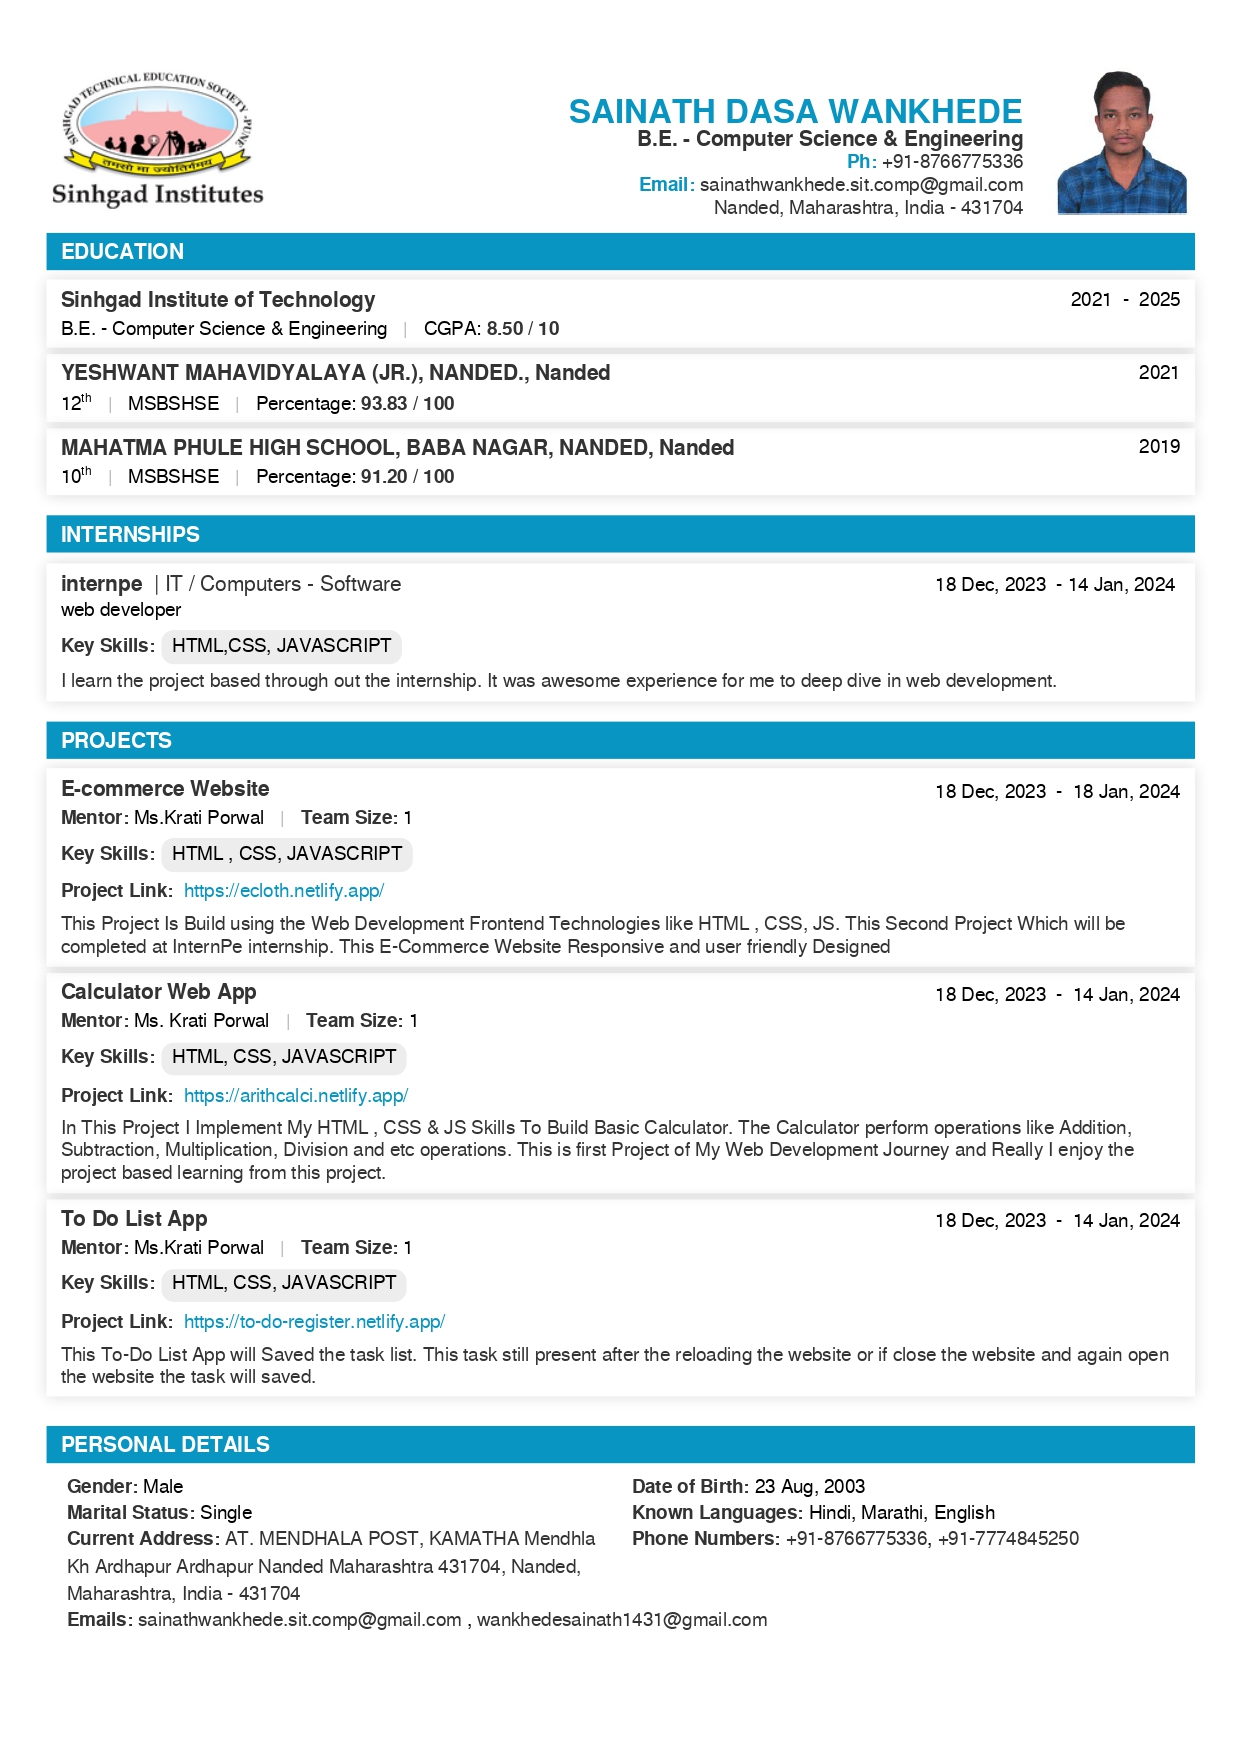 SINHGAD TECHNICAL EDUCATION SOCIETY - PUNE
तमसो मा ज्योतिर्गमय
Sinhgad Institutes
SAINATH DASA WANKHEDE
B.E. - Computer Science & Engineering
Ph: +91-8766775336
Email: sainathwankhede.sit.comp@gmail.com
Nanded, Maharashtra, India - 431704
EDUCATION
Sinhgad Institute of Technology 2021 - 2025
B.E. - Computer Science & Engineering | CGPA: 8.50 / 10
YESHWANT MAHAVIDYALAYA (JR.), NANDED., Nanded 2021
12th | MSBSHSE | Percentage: 93.83 / 100
MAHATMA PHULE HIGH SCHOOL, BABA NAGAR, NANDED, Nanded 2019
10th | MSBSHSE | Percentage: 91.20 / 100
INTERNSHIPS
internpe | IT / Computers - Software 18 Dec, 2023 - 14 Jan, 2024
web developer
Key Skills: HTML,CSS, JAVASCRIPT
I learn the project based through out the internship. It was awesome experience for me to deep dive in web development.
PROJECTS
E-commerce Website 18 Dec, 2023 - 18 Jan, 2024
Mentor: Ms.Krati Porwal | Team Size: 1
Key Skills: HTML , CSS, JAVASCRIPT
Project Link: https://ecloth.netlify.app/
This Project Is Build using the Web Development Frontend Technologies like HTML , CSS, JS. This Second Project Which will be
completed at InternPe internship. This E-Commerce Website Responsive and user friendly Designed
Calculator Web App 18 Dec, 2023 - 14 Jan, 2024
Mentor: Ms. Krati Porwal | Team Size: 1
Key Skills: HTML, CSS, JAVASCRIPT
Project Link: https://arithcalci.netlify.app/
In This Project I Implement My HTML , CSS & JS Skills To Build Basic Calculator. The Calculator perform operations like Addition,
Subtraction, Multiplication, Division and etc operations. This is first Project of My Web Development Journey and Really I enjoy the
project based learning from this project.
To Do List App 18 Dec, 2023 - 14 Jan, 2024
Mentor: Ms.Krati Porwal | Team Size: 1
Key Skills: HTML, CSS, JAVASCRIPT
Project Link: https://to-do-register.netlify.app/
This To-Do List App will Saved the task list. This task still present after the reloading the website or if close the website and again open
the website the task will saved.
PERSONAL DETAILS
Gender: Male Date of Birth: 23 Aug, 2003
Marital Status: Single Known Languages: Hindi, Marathi, English
Current Address: AT. MENDHALA POST, KAMATHA Mendhla Phone Numbers: +91-8766775336, +91-7774845250
Kh Ardhapur Ardhapur Nanded Maharashtra 431704, Nanded,
Maharashtra, India - 431704
Emails: sainathwankhede.sit.comp@gmail.com , wankhedesainath1431@gmail.com